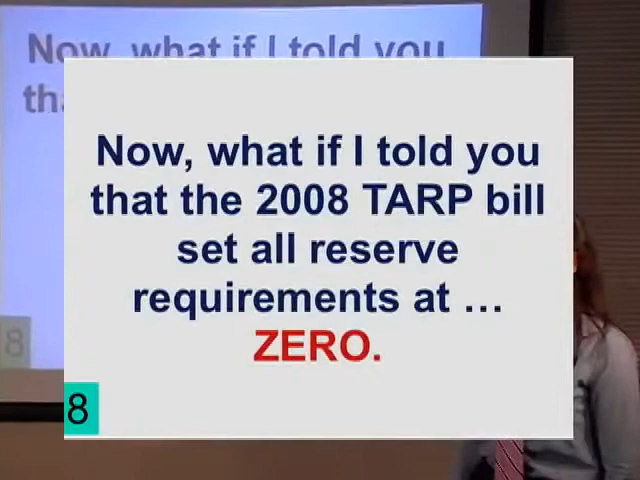 Now, what if I told you
tha
8
Now, what if I told you
that the 2008 TARP bill
set all reserve
requirements at …
ZERO.
8